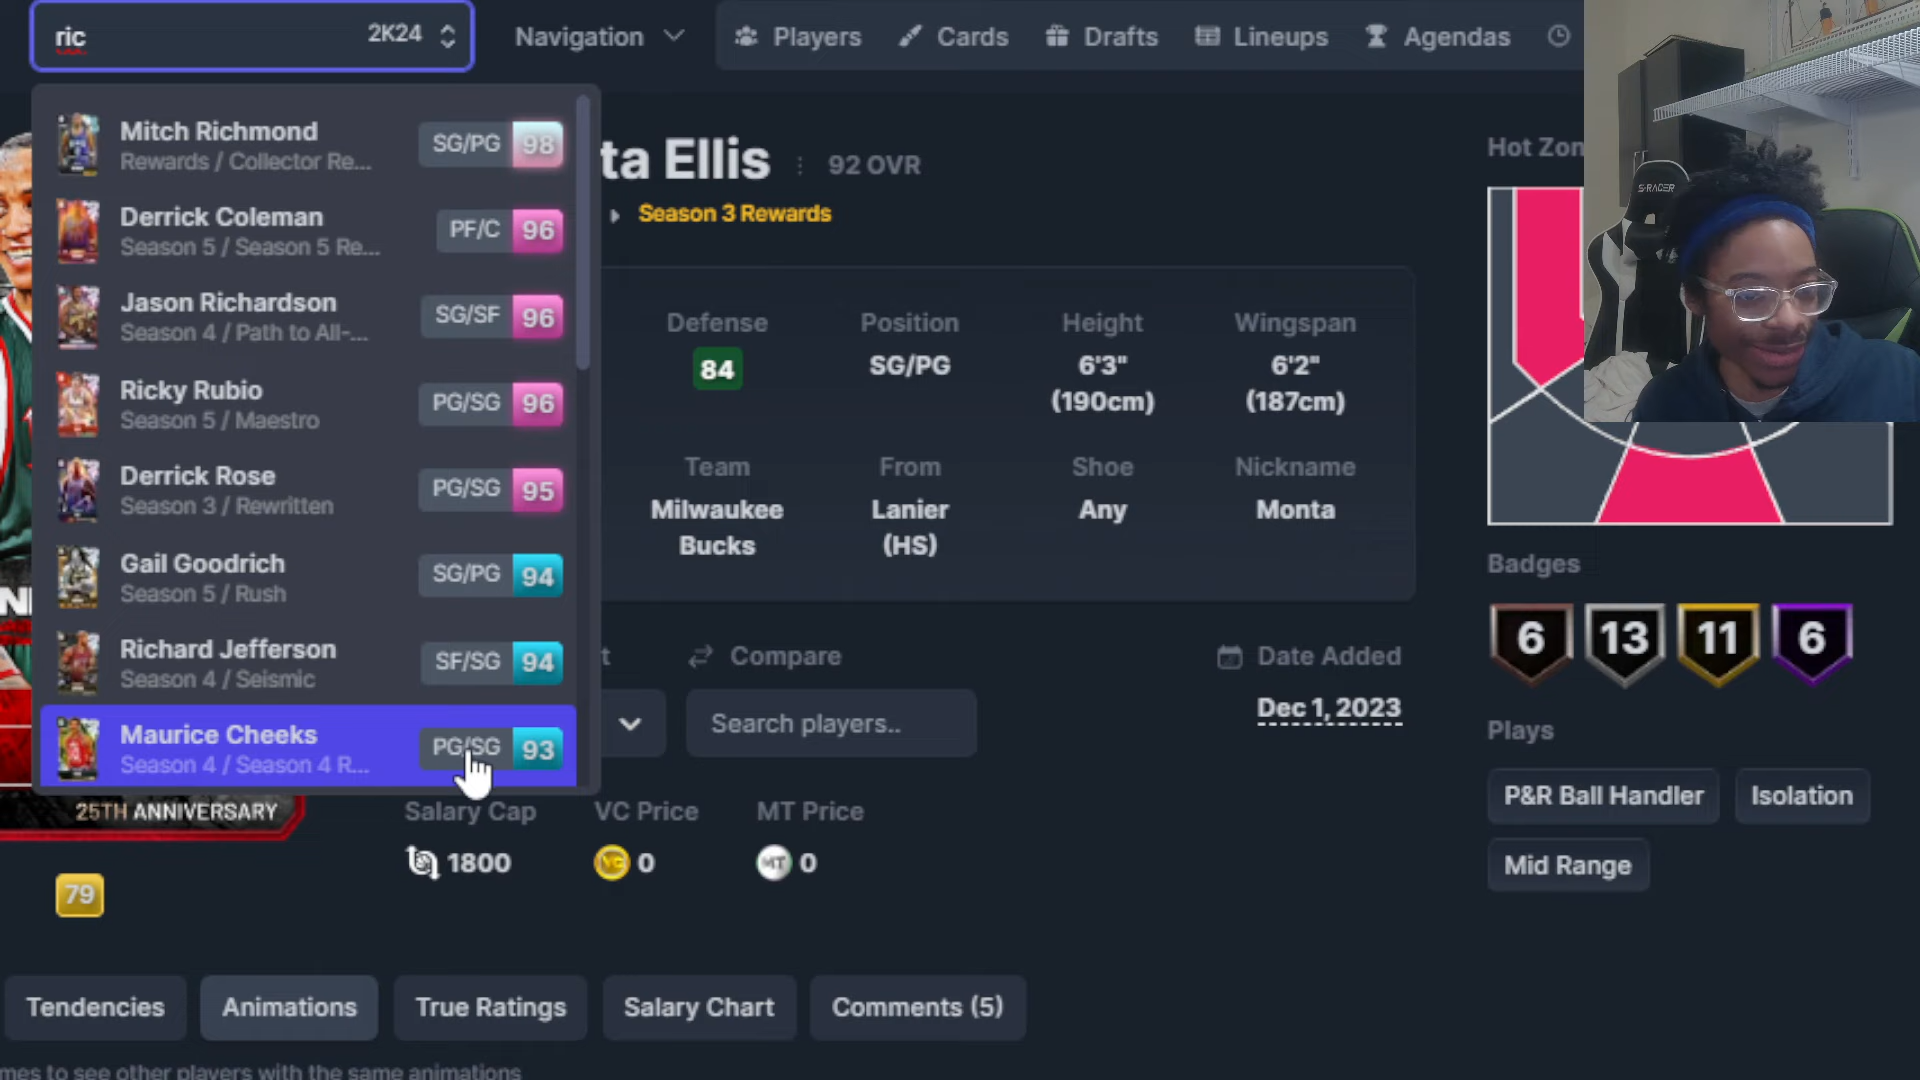 ric
2K24
Navigation
Players
Cards
Drafts
Lineups
Agendas
Mitch Richmond
Rewards / Collector Re...
SG/PG 98
Derrick Coleman
Season 5 / Season 5 Re...
PF/C 96
Jason Richardson
Season 4 / Path to All-...
SG/SF 96
Ricky Rubio
Season 5 / Maestro
PG/SG 96
Derrick Rose
Season 3 / Rewritten
PG/SG 95
Gail Goodrich
Season 5 / Rush
SG/PG 94
Richard Jefferson
Season 4 / Seismic
SF/SG 94
Maurice Cheeks
Season 4 / Season 4 R...
PG/SG 93
ta Ellis
92 OVR
Season 3 Rewards
Defense
84
Position
SG/PG
Height
6'3"
(190cm)
Wingspan
6'2"
(187cm)
Team
Milwaukee
Bucks
From
Lanier
(HS)
Shoe
Any
Nickname
Monta
t
Compare
Search players..
Date Added
Dec 1, 2023
25TH ANNIVERSARY
79
Salary Cap
1800
VC Price
VC 0
MT Price
MT 0
Hot Zon
S-RACER
Badges
6
13
11
6
Plays
P&R Ball Handler
Isolation
Mid Range
Tendencies
Animations
True Ratings
Salary Chart
Comments (5)
mes to see other players with the same animations